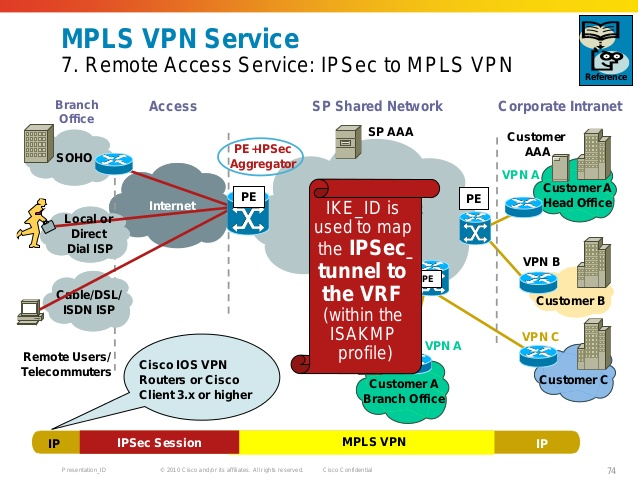 MPLS VPN Service
7. Remote Access Service: IPSec to MPLS VPN
Reference
Branch
Office
Access
SP Shared Network
Corporate Intranet
SOHO
PE+IPSec
Aggregator
SP AAA
Customer
AAA
VPN A
Customer A
Head Office
Internet
PE
PE
Local or
Direct
Dial ISP
IKE_ID is
used to map
the IPSec_
tunnel to
the VRF
(within the
ISAKMP
profile)
PE
VPN B
Customer B
Cable/DSL/
ISDN ISP
VPN C
Customer C
VPN A
Customer A
Branch Office
Remote Users/
Telecommuters
Cisco IOS VPN
Routers or Cisco
Client 3.x or higher
IP
IPSec Session
MPLS VPN
IP
Presentation_ID
© 2010 Cisco and/or its affiliates. All rights reserved.
Cisco Confidential
74